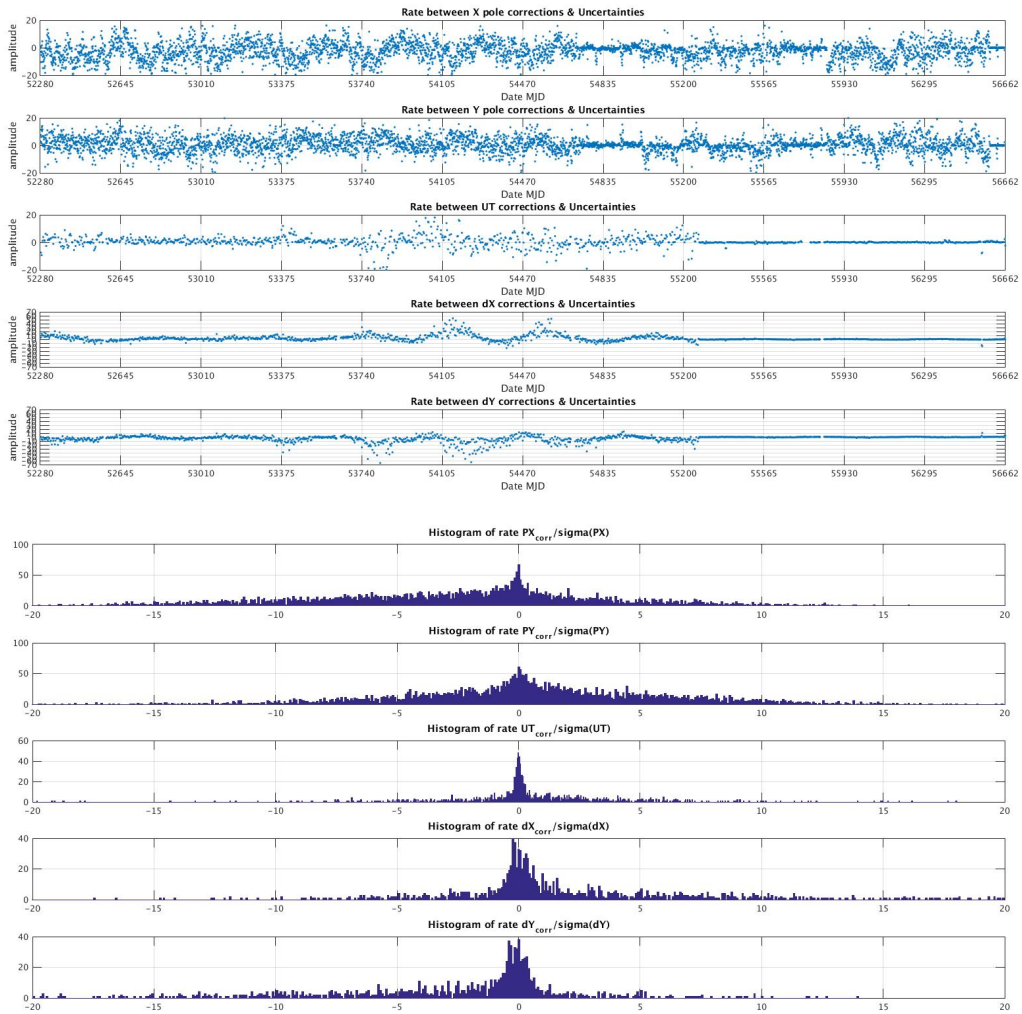 Rate between X pole corrections & Uncertainties
20
0
−20
amplitude
52280 52645 53010 53375 53740 54105 54470 54835 55200 55565 55930 56295 56662
Date MJD
Rate between Y pole corrections & Uncertainties
20
0
−20
amplitude
52280 52645 53010 53375 53740 54105 54470 54835 55200 55565 55930 56295 56662
Date MJD
Rate between UT corrections & Uncertainties
20
0
−20
amplitude
52280 52645 53010 53375 53740 54105 54470 54835 55200 55565 55930 56295 56662
Date MJD
Rate between dX corrections & Uncertainties
amplitude
52280 52645 53010 53375 53740 54105 54470 54835 55200 55565 55930 56295 56662
Date MJD
Rate between dY corrections & Uncertainties
amplitude
52280 52645 53010 53375 53740 54105 54470 54835 55200 55565 55930 56295 56662
Date MJD
Histogram of rate PX_corr/sigma(PX)
100
50
0
−20 −15 −10 −5 0 5 10 15 20
Histogram of rate PY_corr/sigma(PY)
100
50
0
−20 −15 −10 −5 0 5 10 15 20
Histogram of rate UT_corr/sigma(UT)
60
40
20
0
−20 −15 −10 −5 0 5 10 15 20
Histogram of rate dX_corr/sigma(dX)
40
20
0
−20 −15 −10 −5 0 5 10 15 20
Histogram of rate dY_corr/sigma(dY)
40
20
0
−20 −15 −10 −5 0 5 10 15 20